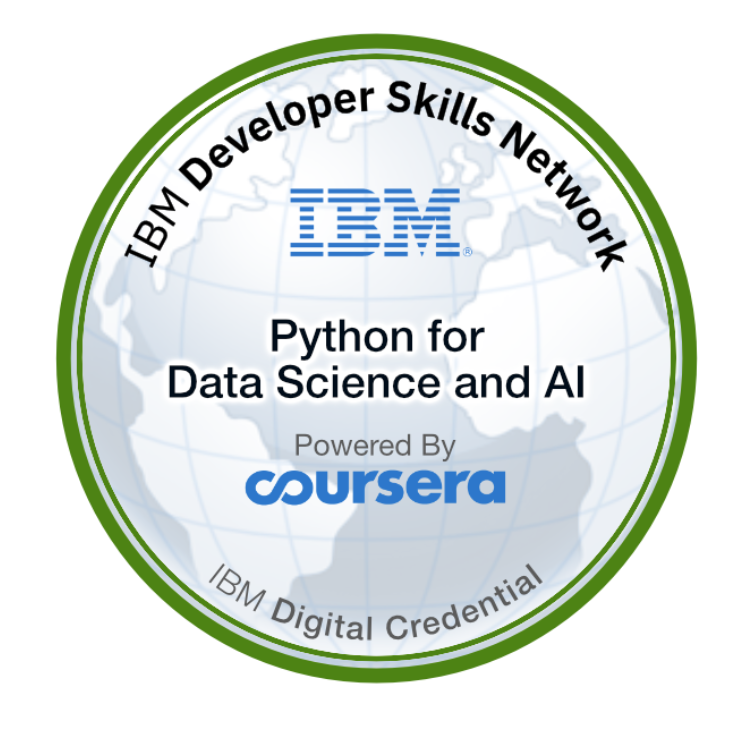 IBM Developer Skills Network
IBM®
Python for
Data Science and AI
Powered By
coursera
IBM Digital Credential